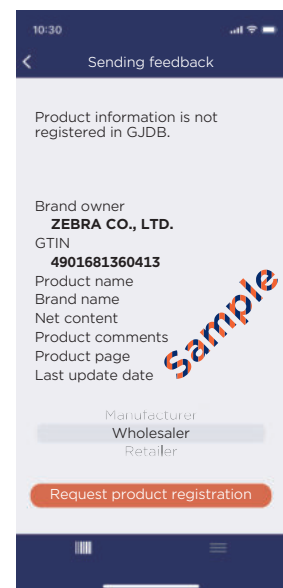 10:30
Sending feedback
Product information is not
registered in GJDB.
Brand owner
ZEBRA CO., LTD.
GTIN
4901681360413
Product name
Brand name
Net content
Product comments
Product page
Last update date
Sample
Manufacturer
Wholesaler
Retailer
Request product registration